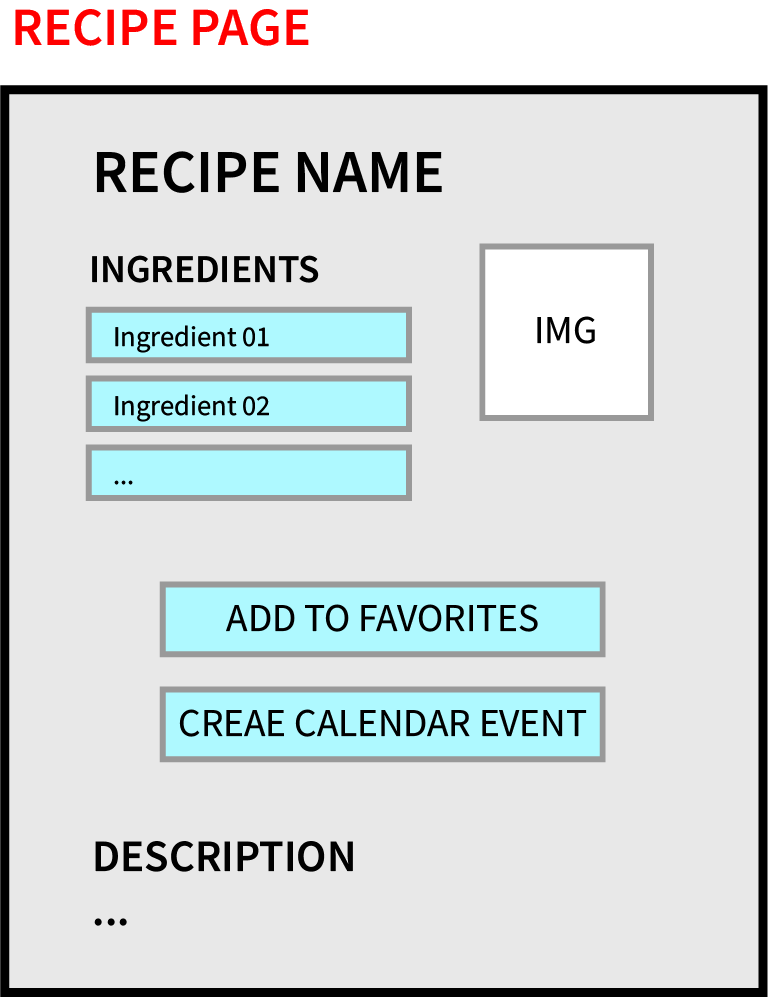 RECIPE PAGE
RECIPE NAME
INGREDIENTS
Ingredient 01
Ingredient 02
...
IMG
ADD TO FAVORITES
CREAE CALENDAR EVENT
DESCRIPTION
...